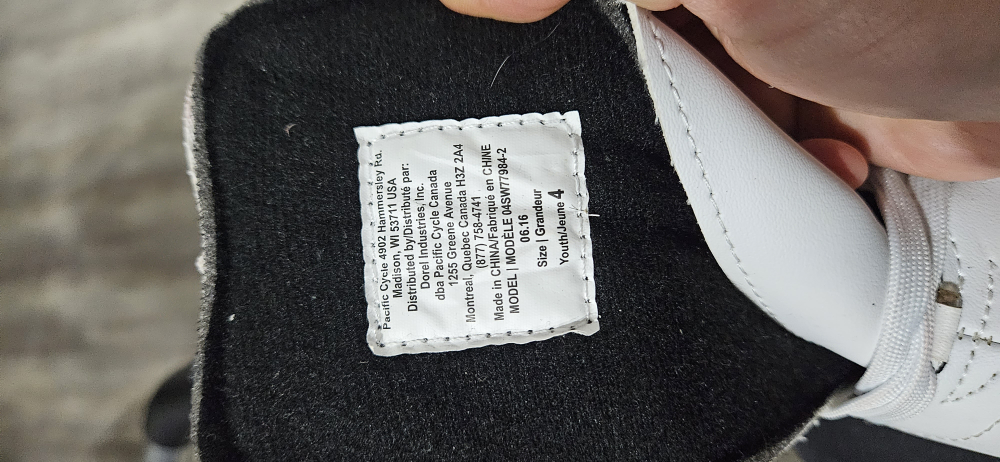 Pacific Cycle 4902 Hammersley Rd.
Madison, WI 53711 USA
Distributed by/Distribute par:
Dorel Industries, Inc.
dba Pacific Cycle Canada
1255 Greene Avenue
Montreal, Quebec Canada H3Z 2A4
(877) 758-4741
Made in CHINA/Fabriqué en CHINE
MODEL | MODÈLE 04SW77984-2
06.16
Size | Grandeur
Youth/Jeune 4